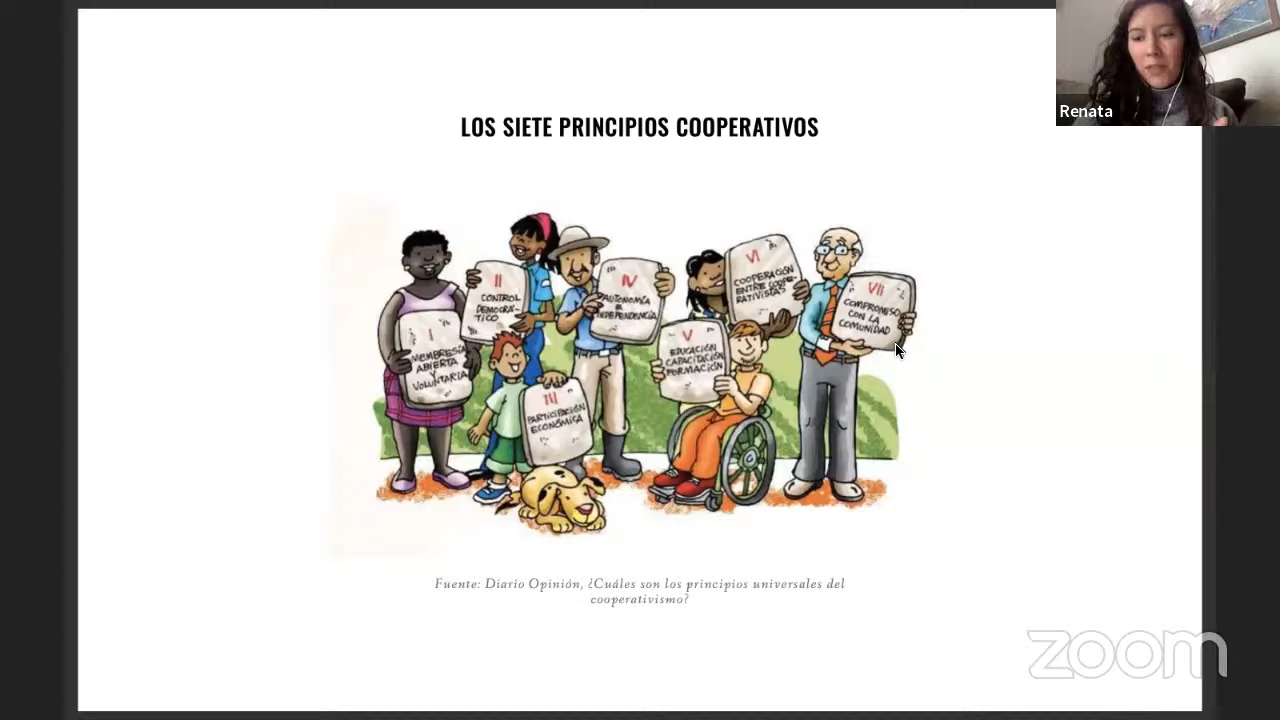 Renata
LOS SIETE PRINCIPIOS COOPERATIVOS
I
MEMBRESÍA
ABIERTA
Y
VOLUNTARIA
II
CONTROL
DEMOCRÁ-
TICO
III
PARTICIPACIÓN
ECONÓMICA
IV
AUTONOMÍA
E
INDEPENDENCIA
V
EDUCACIÓN
CAPACITACIÓN
FORMACIÓN
VI
COOPERACIÓN
ENTRE COOPE-
RATIVISTAS
VII
COMPROMISO
CON LA
COMUNIDAD
Fuente: Diario Opinión, ¿Cuáles son los principios universales del
cooperativismo?
zoom